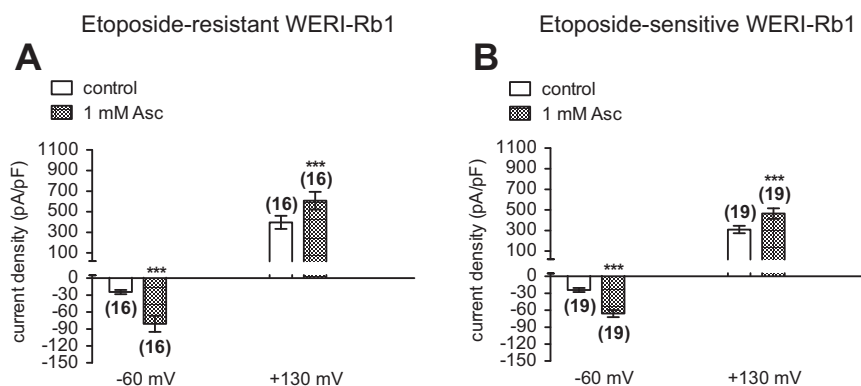 Etoposide-resistant WERI-Rb1
A
control
1 mM Asc
current density (pA/pF)
1100
900
700
500
300
100
0
-30
-60
-90
-120
-150
(16)
***
(16)
(16)
***
(16)
-60 mV
+130 mV
Etoposide-sensitive WERI-Rb1
B
control
1 mM Asc
current density (pA/pF)
1100
900
700
500
300
100
0
-30
-60
-90
-120
-150
(19)
***
(19)
(19)
***
(19)
-60 mV
+130 mV